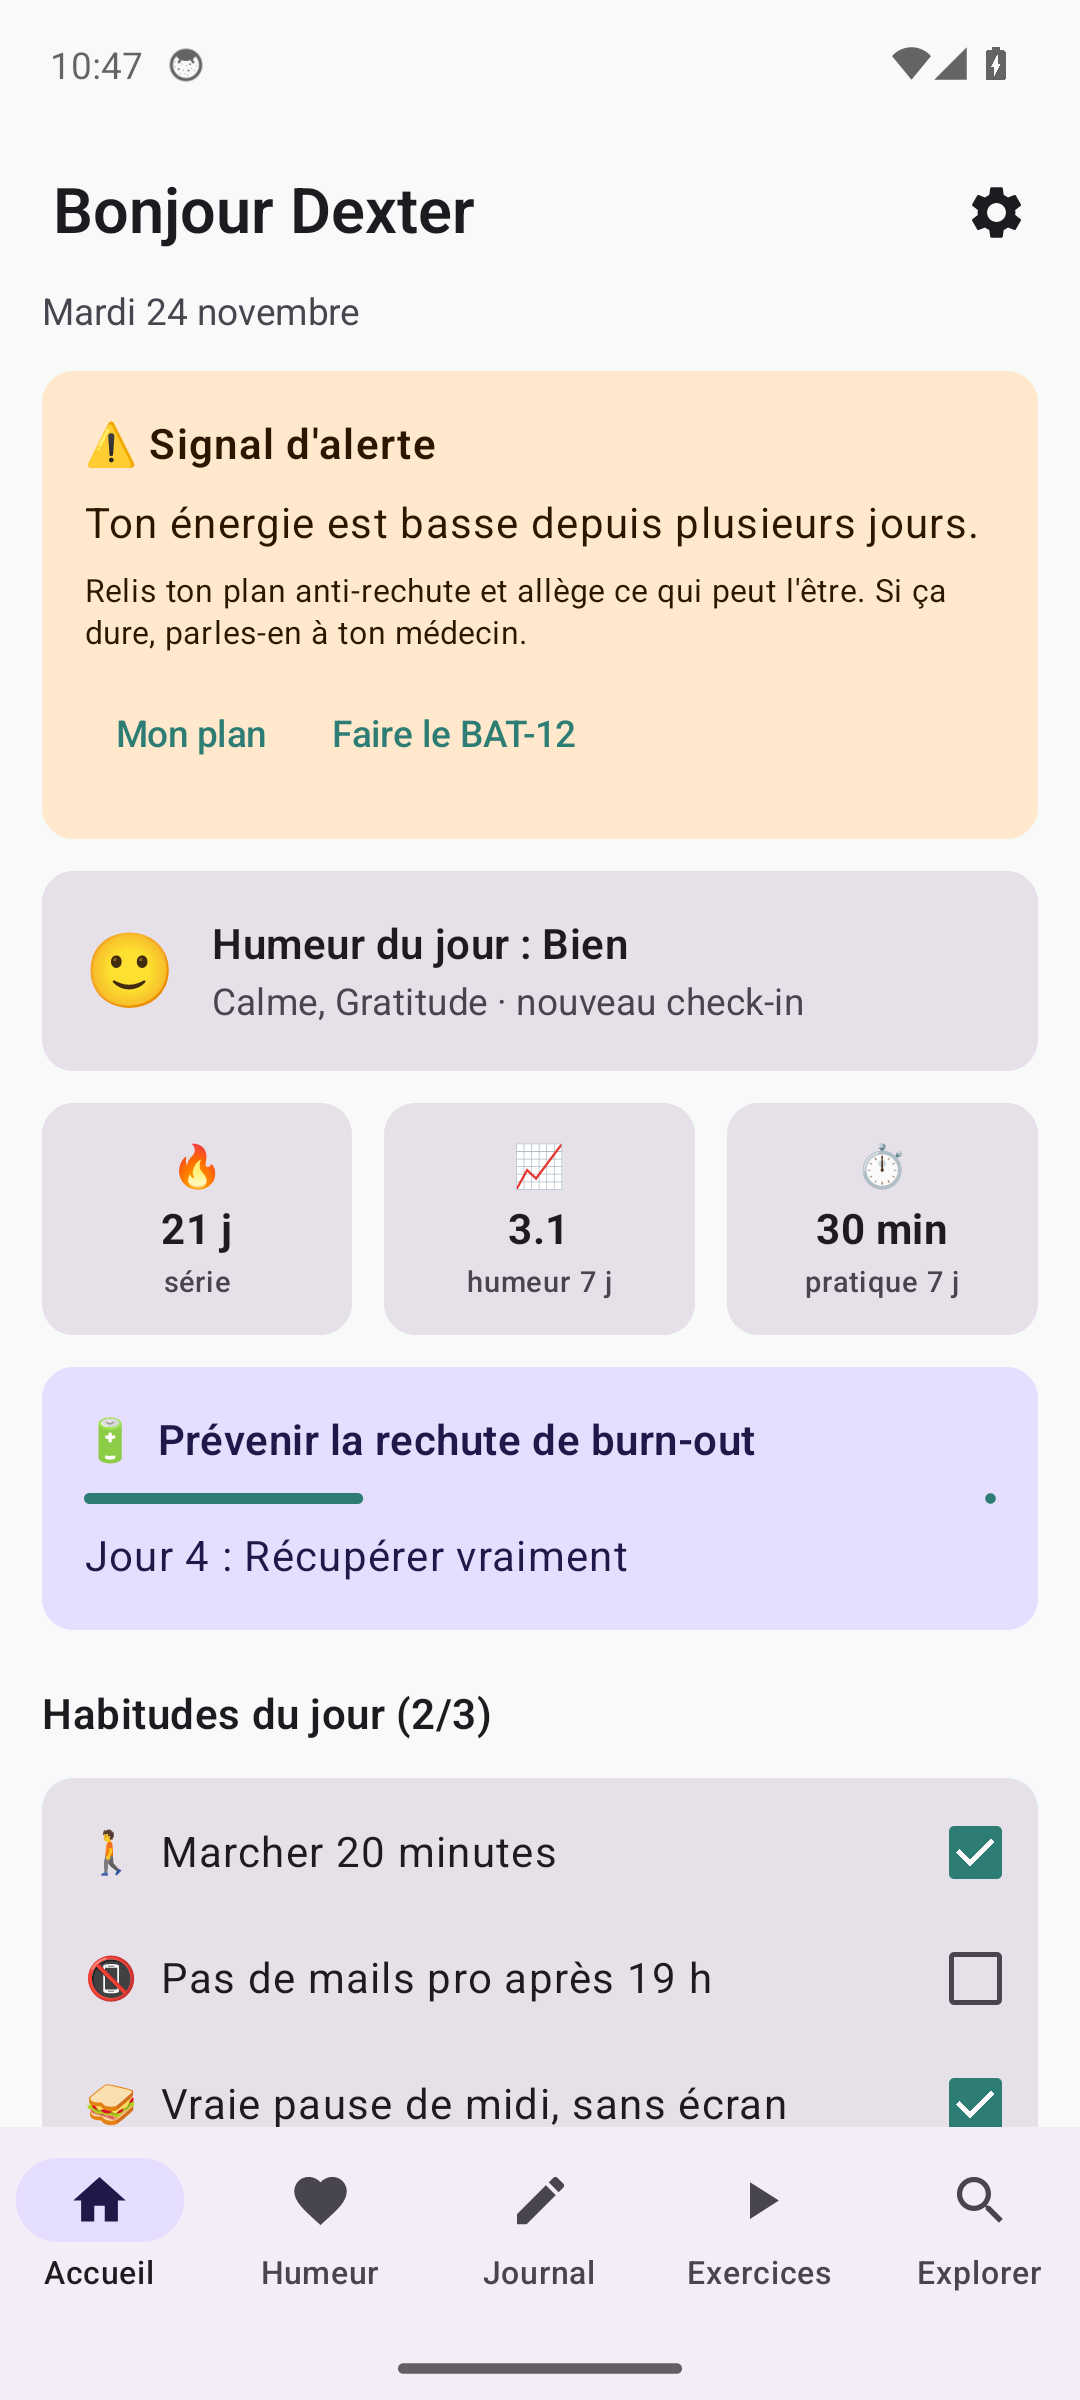 10:47
Bonjour Dexter
Mardi 24 novembre
⚠️ Signal d'alerte
Ton énergie est basse depuis plusieurs jours.
Relis ton plan anti-rechute et allège ce qui peut l'être. Si ça
dure, parles-en à ton médecin.
Mon plan
Faire le BAT-12
Humeur du jour : Bien
Calme, Gratitude · nouveau check-in
21 j
série
3.1
humeur 7 j
30 min
pratique 7 j
Prévenir la rechute de burn-out
Jour 4 : Récupérer vraiment
Habitudes du jour (2/3)
Marcher 20 minutes
Pas de mails pro après 19 h
Vraie pause de midi, sans écran
Accueil
Humeur
Journal
Exercices
Explorer